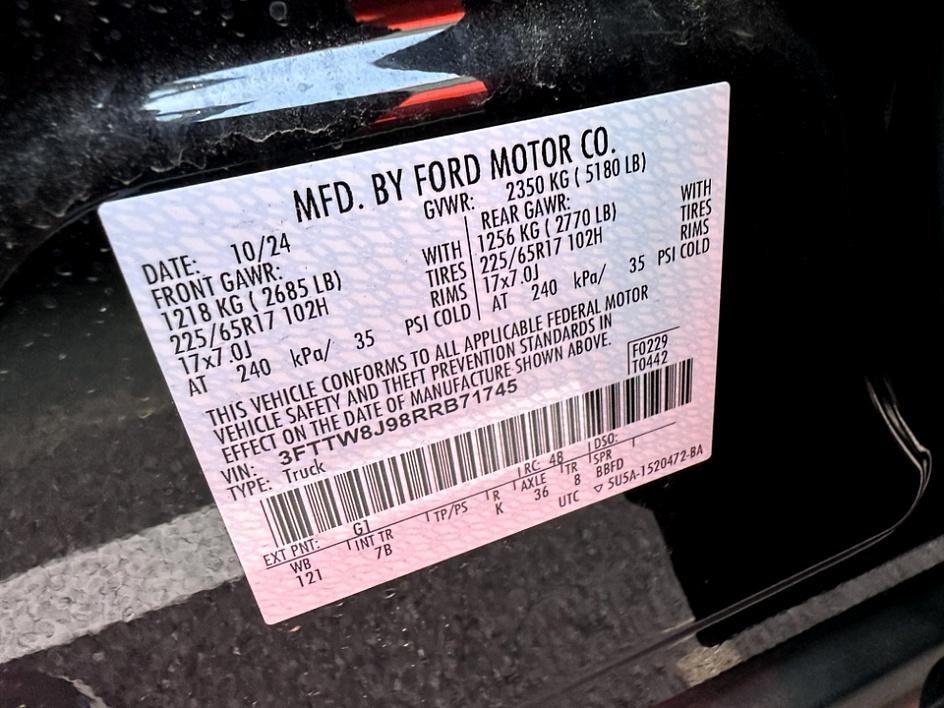 MFD. BY FORD MOTOR CO.
DATE: 10/24 GVWR: 2350 KG ( 5180 LB)
FRONT GAWR: REAR GAWR:
1218 KG ( 2685 LB) WITH 1256 KG ( 2770 LB) WITH
225/65R17 102H TIRES 225/65R17 102H TIRES
17x7.0J RIMS 17x7.0J RIMS
AT 240 kPa/ 35 PSI COLD AT 240 kPa/ 35 PSI COLD
THIS VEHICLE CONFORMS TO ALL APPLICABLE FEDERAL MOTOR
VEHICLE SAFETY AND THEFT PREVENTION STANDARDS IN
EFFECT ON THE DATE OF MANUFACTURE SHOWN ABOVE.
F0229
T0442
VIN: 3FTTW8J98RRB71745
TYPE: Truck
EXT PNT: G1 RC: 48 DSO:
WB INT TR TP/PS R AXLE TR SPR
121 7B K 36 8 BBFD
UTC ▽ 5U5A-1520472-BA